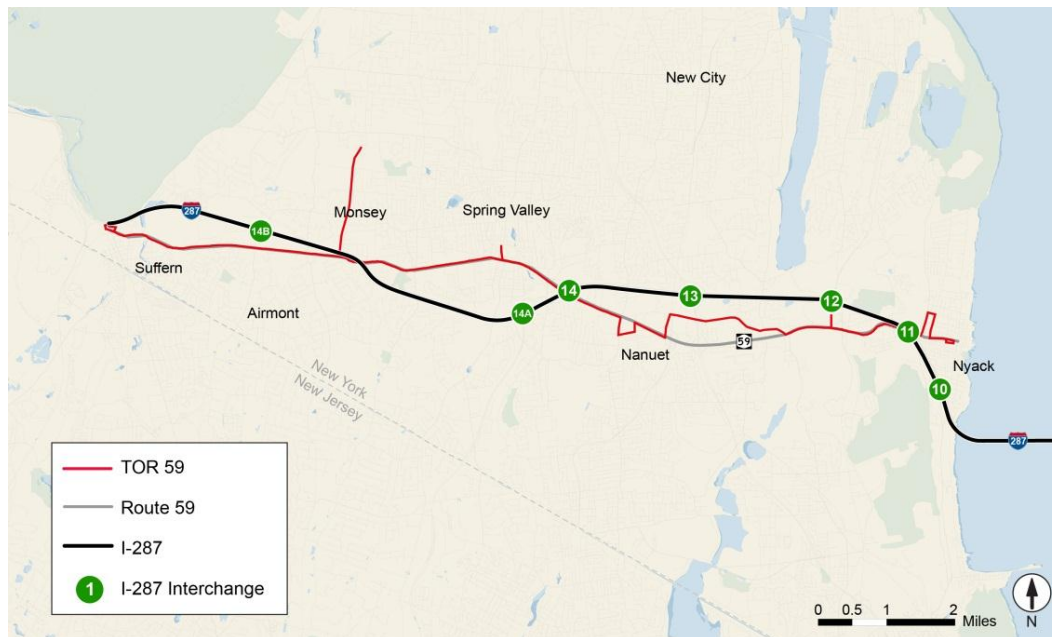 New City
287
Monsey
Spring Valley
14B
Suffern
14
13
12
14A
Airmont
11
59
Nanuet
Nyack
10
New York
New Jersey
287
TOR 59
Route 59
I-287
1 I-287 Interchange
0 0.5 1 2
Miles
N